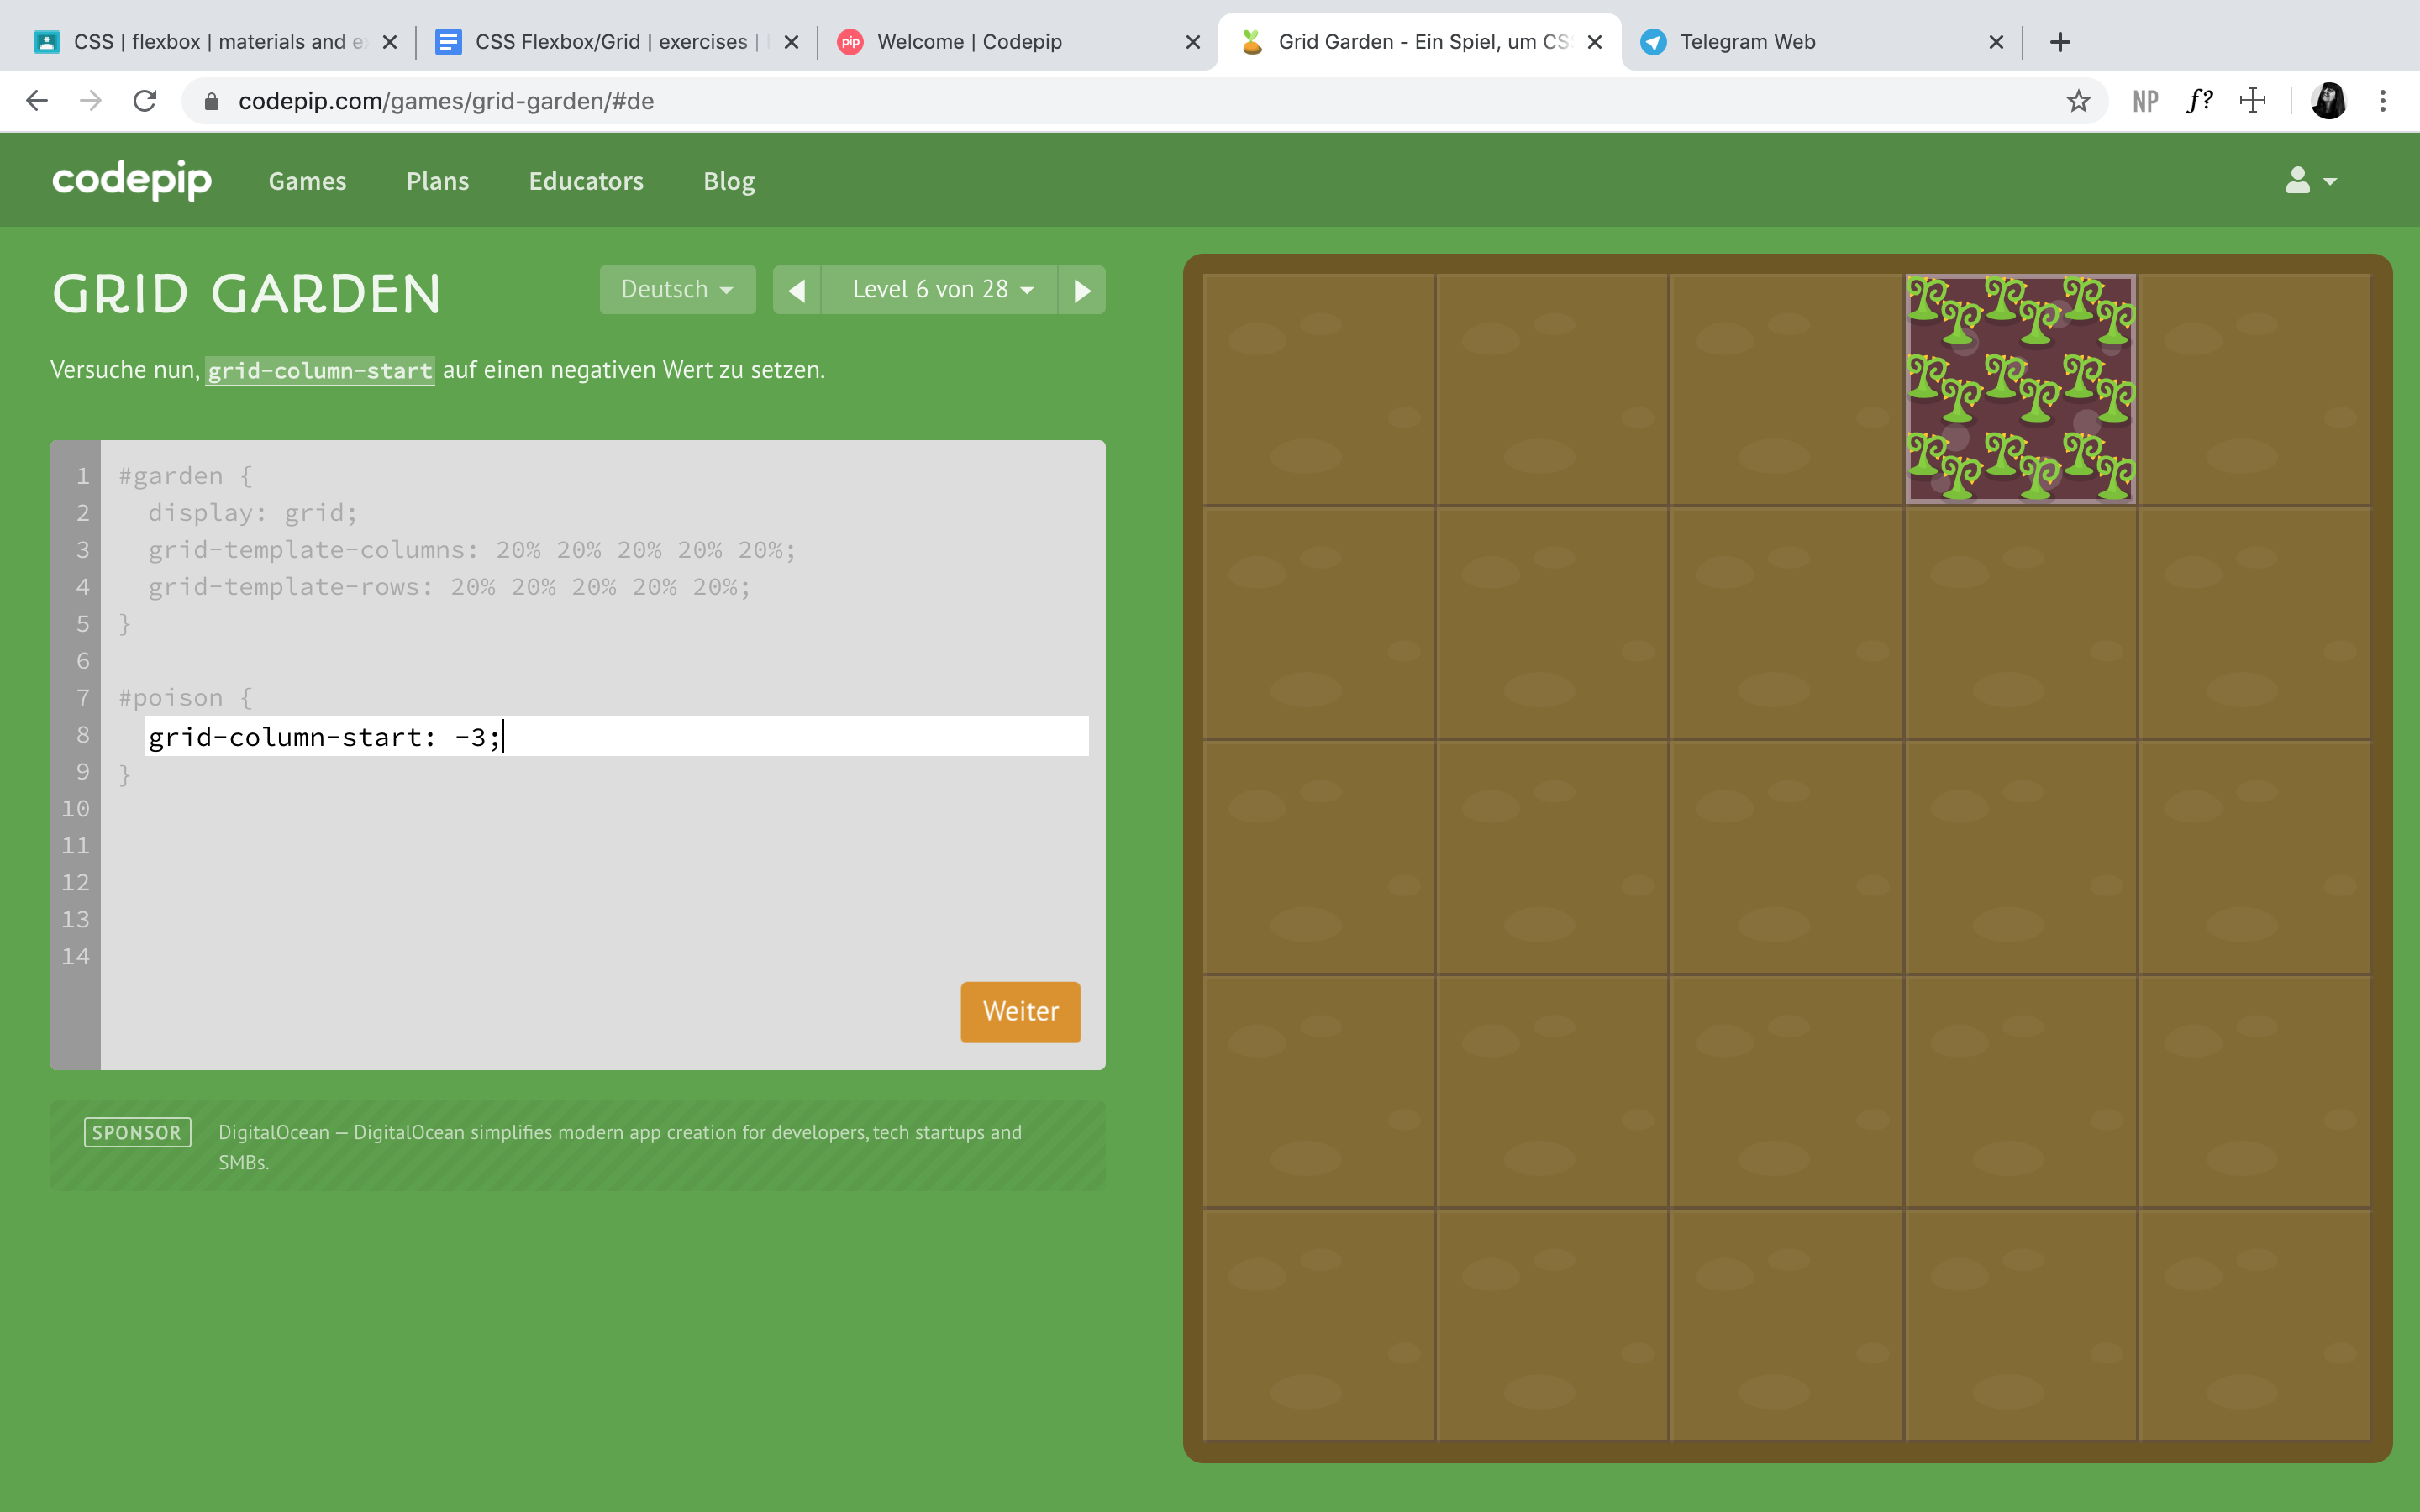 CSS | flexbox | materials and e
CSS Flexbox/Grid | exercises |
pip
Welcome | Codepip
Grid Garden - Ein Spiel, um CS
Telegram Web
codepip.com/games/grid-garden/#de
NP
f?
codepip
Games
Plans
Educators
Blog
GRID GARDEN
Deutsch
Level 6 von 28
Versuche nun, grid-column-start auf einen negativen Wert zu setzen.
1 #garden {
2 display: grid;
3 grid-template-columns: 20% 20% 20% 20% 20%;
4 grid-template-rows: 20% 20% 20% 20% 20%;
5 }
6
7 #poison {
8 grid-column-start: -3;
9 }
10
11
12
13
14
Weiter
SPONSOR
DigitalOcean — DigitalOcean simplifies modern app creation for developers, tech startups and
SMBs.